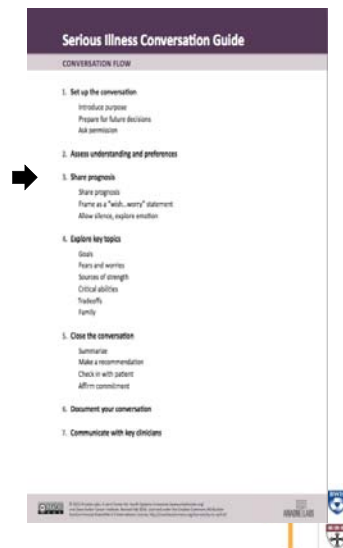 Serious Illness Conversation Guide
CONVERSATION FLOW
1. Set up the conversation
Introduce purpose
Prepare for future decisions
Ask permission
2. Assess understanding and preferences
3. Share prognosis
Share prognosis
Frame as a "wish...worry" statement
Allow silence, explore emotion
4. Explore key topics
Goals
Fears and worries
Sources of strength
Critical abilities
Tradeoffs
Family
5. Close the conversation
Summarize
Make a recommendation
Check in with patient
Affirm commitment
6. Document your conversation
7. Communicate with key clinicians
ARIADNE LABS